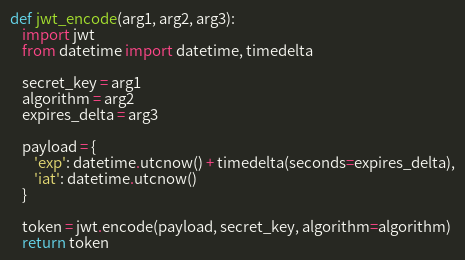 def jwt_encode(arg1, arg2, arg3):
    import jwt
    from datetime import datetime, timedelta

    secret_key = arg1
    algorithm = arg2
    expires_delta = arg3

    payload = {
        'exp': datetime.utcnow() + timedelta(seconds=expires_delta),
        'iat': datetime.utcnow()
    }

    token = jwt.encode(payload, secret_key, algorithm=algorithm)
    return token